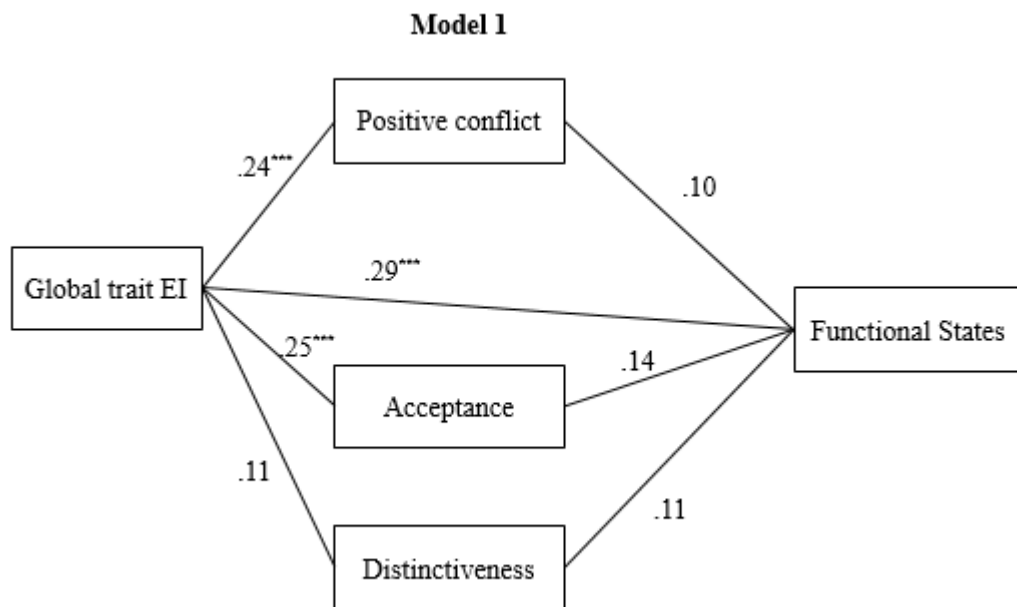 Model 1
Positive conflict
.24***
.10
Global trait EI
.29***
Functional States
.25***
.14
Acceptance
.11
.11
Distinctiveness